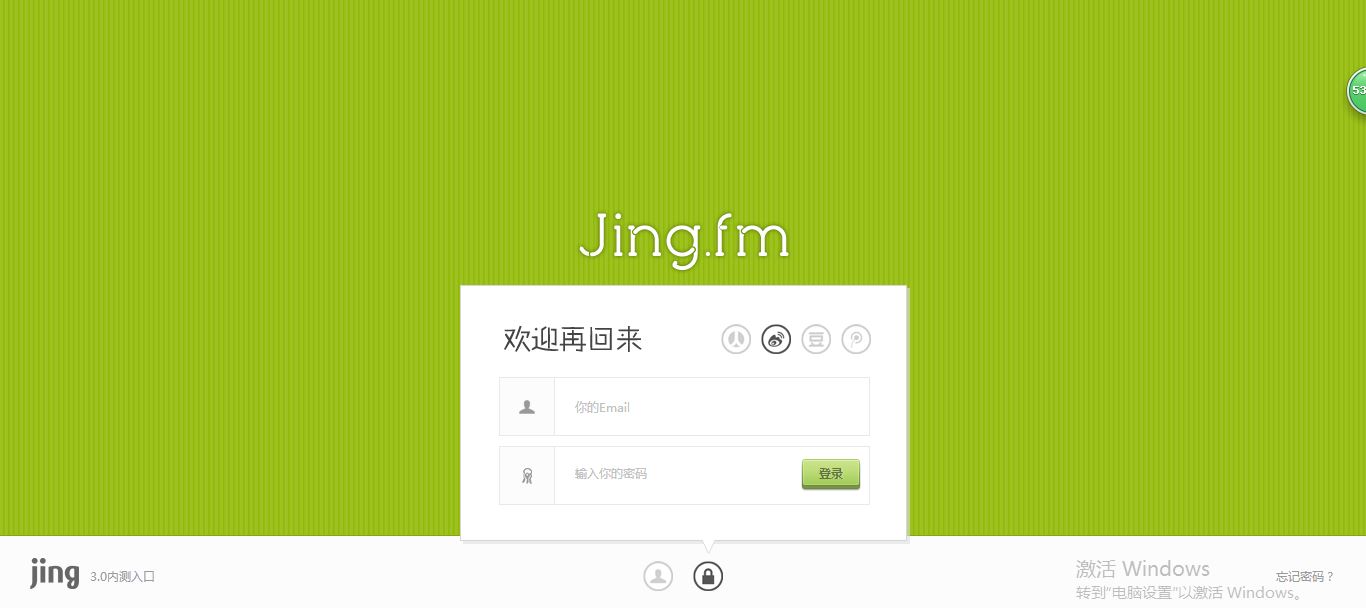 53
Jing.fm
欢迎再回来
豆
你的Email
输入你的密码
登录
jing 3.0内测入口
激活 Windows
转到"电脑设置"以激活 Windows。
忘记密码？